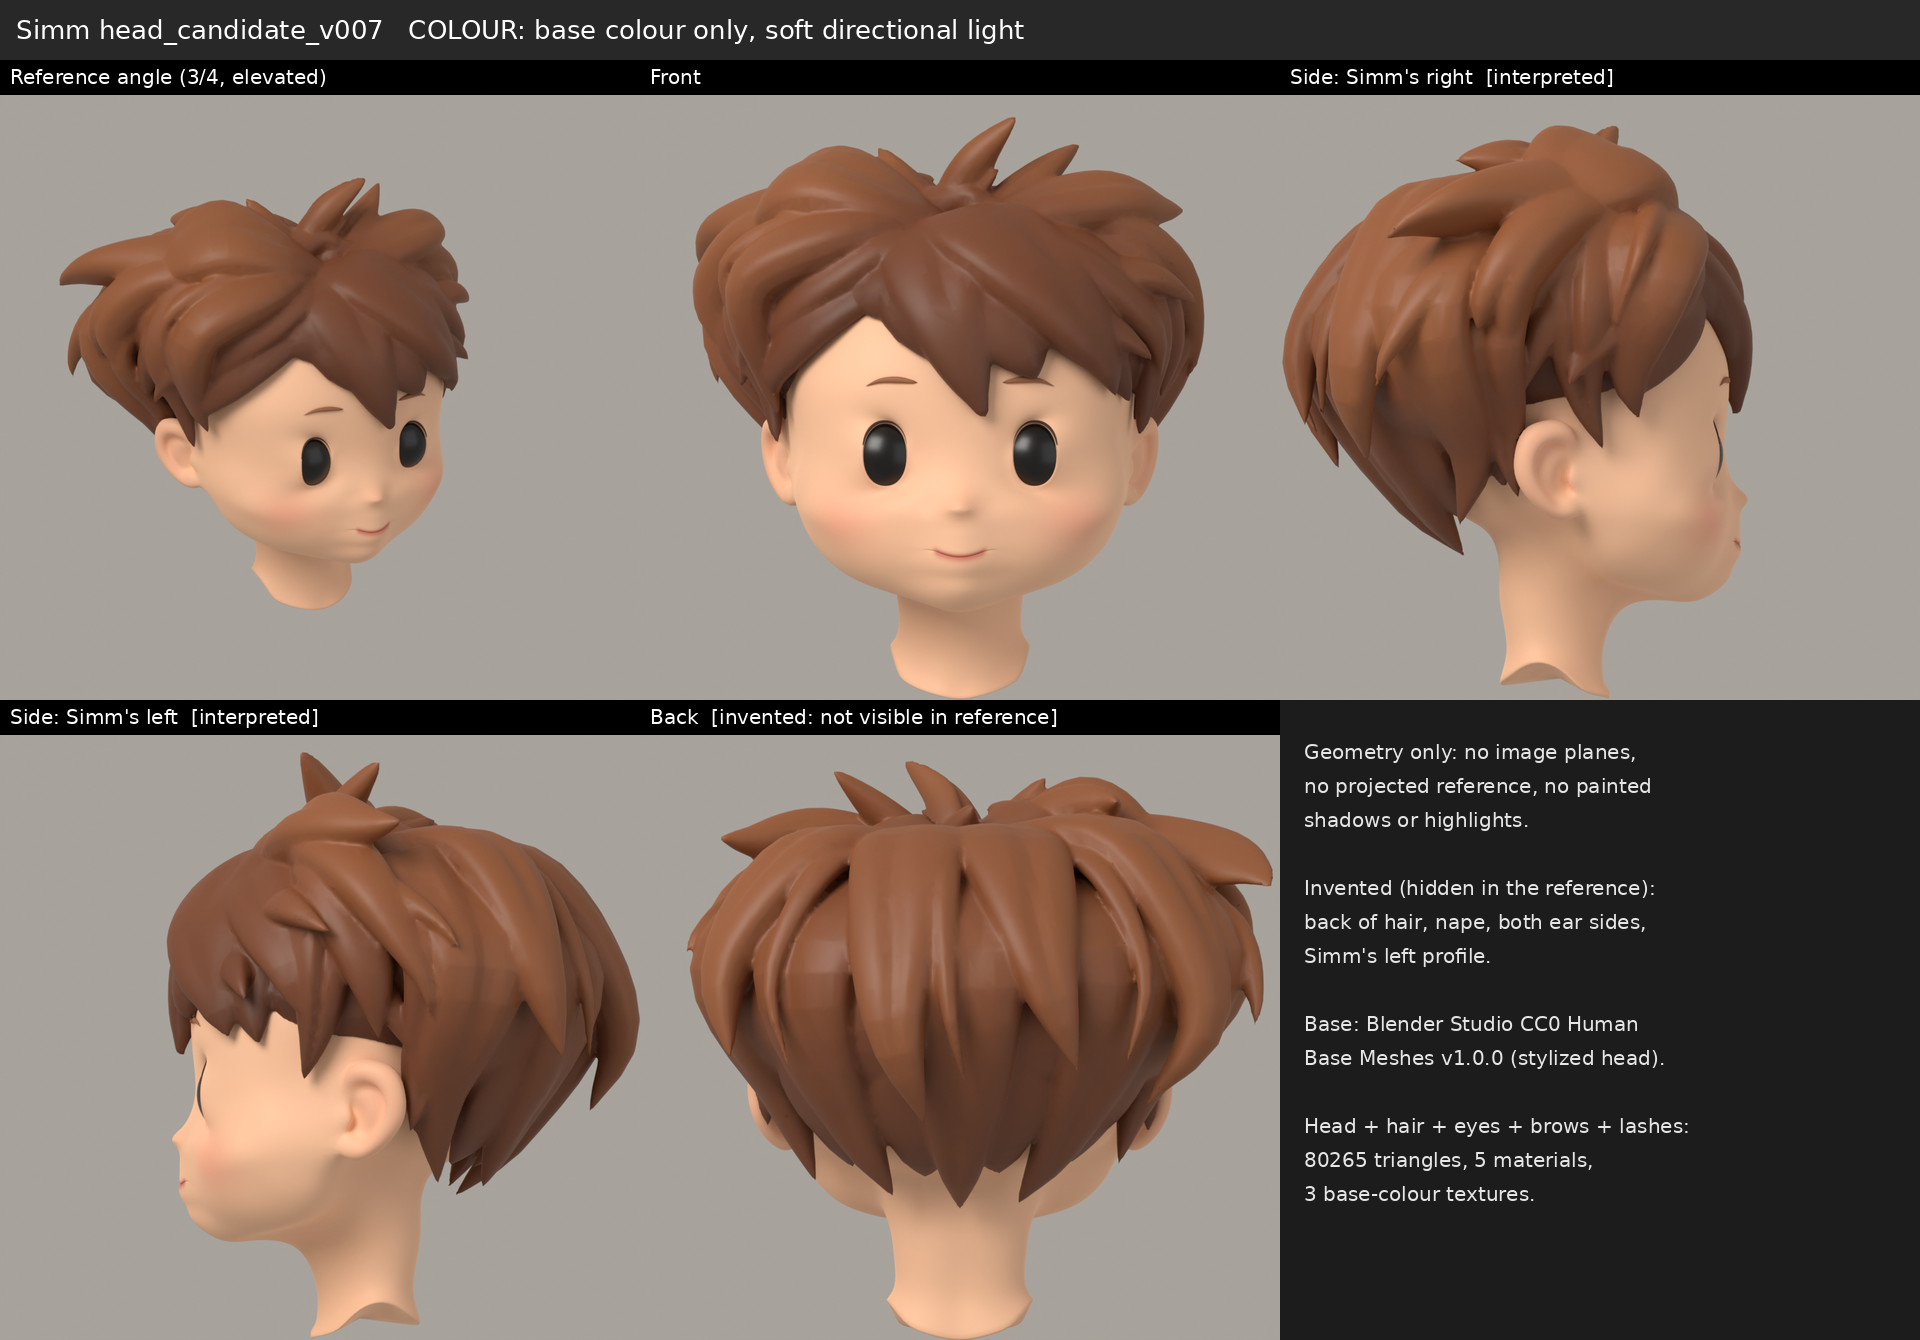 Simm head_candidate_v007   COLOUR: base colour only, soft directional light
Reference angle (3/4, elevated)
Front
Side: Simm's right  [interpreted]
Side: Simm's left  [interpreted]
Back  [invented: not visible in reference]
Geometry only: no image planes,
no projected reference, no painted
shadows or highlights.
Invented (hidden in the reference):
back of hair, nape, both ear sides,
Simm's left profile.
Base: Blender Studio CC0 Human
Base Meshes v1.0.0 (stylized head).
Head + hair + eyes + brows + lashes:
80265 triangles, 5 materials,
3 base-colour textures.